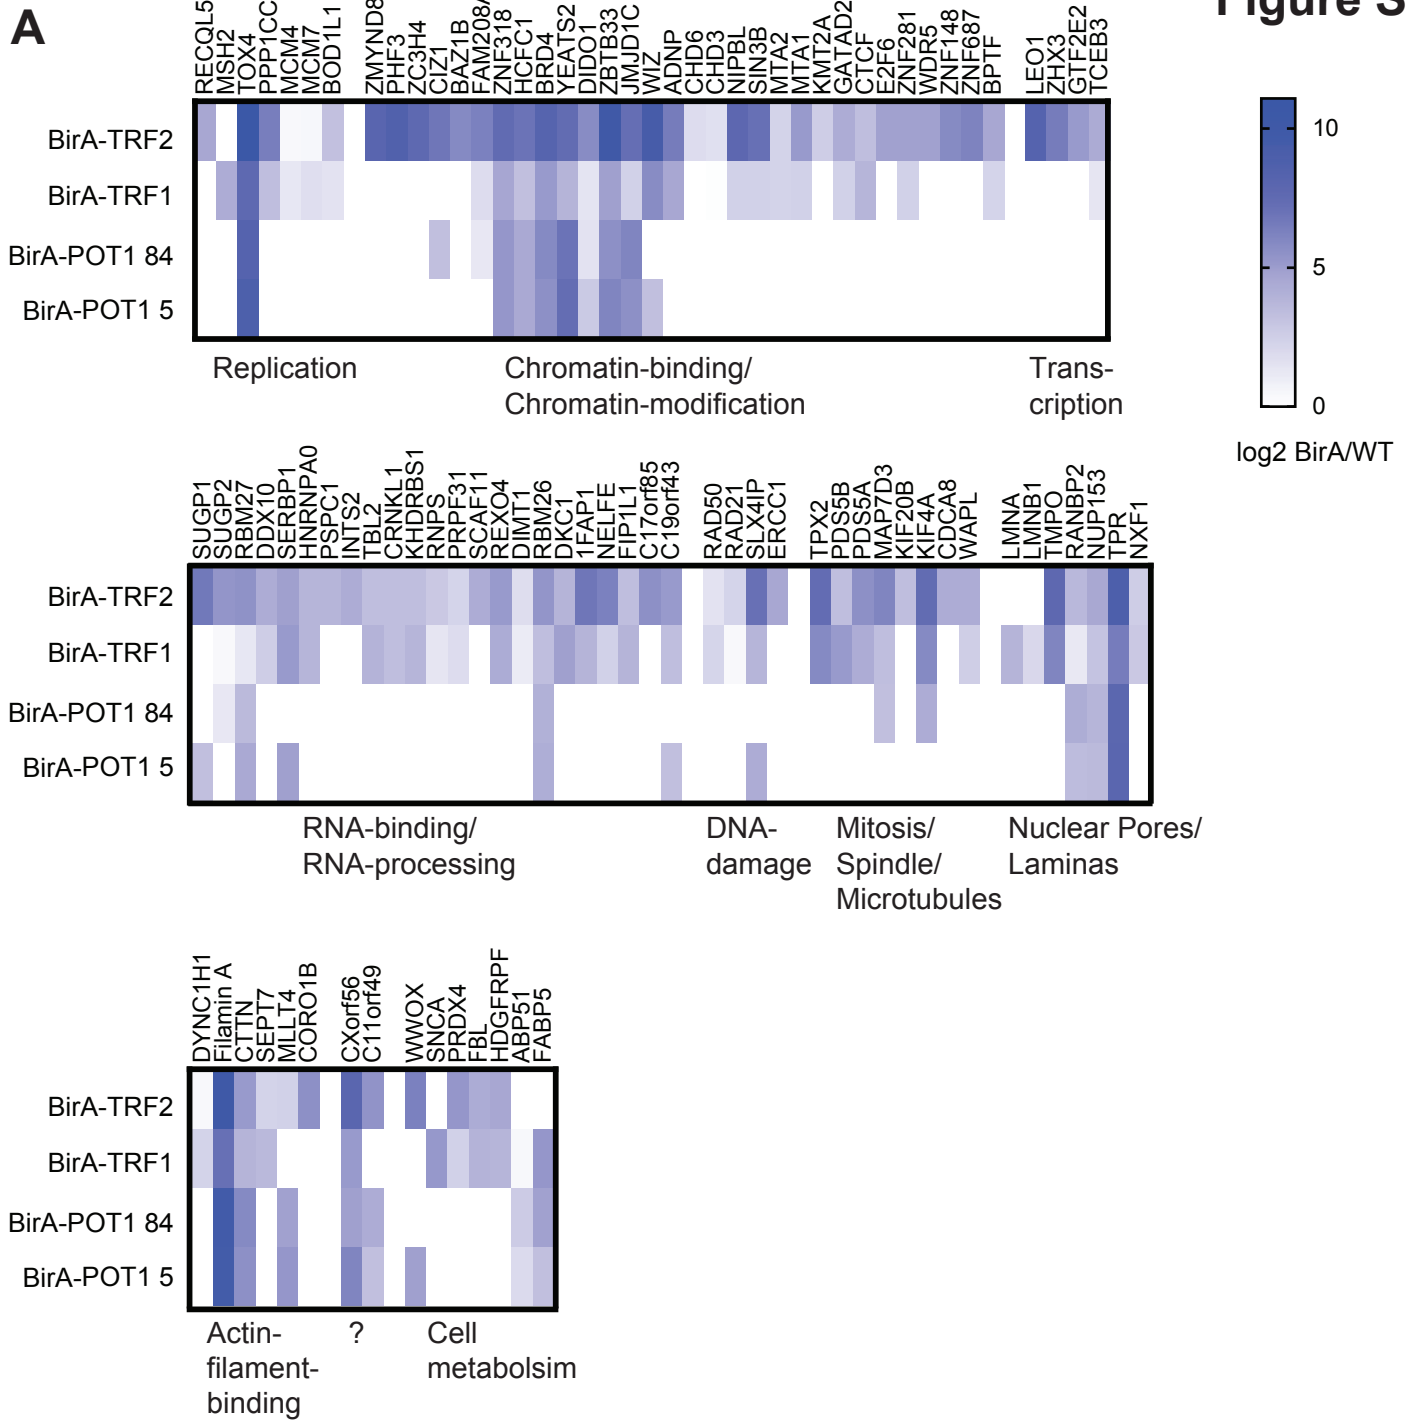 A
Figure S
RECQL5
MSH2
TOX4
PPP1CC
MCM4
MCM7
BOD1L1
ZMYND8
PHF3
ZC3H4
CIZ1
BAZ1B
FAM208A
ZNF318
HCFC1
BRD4
YEATS2
DIDO1
ZBTB33
JMJD1C
WIZ
ADNP
CHD6
CHD3
NIPBL
SIN3B
MTA2
MTA1
KMT2A
GATAD2
CTCF
E2F6
ZNF281
WDR5
ZNF148
ZNF687
BPTF
LEO1
ZHX3
GTF2E2
TCEB3
BirA-TRF2
BirA-TRF1
BirA-POT1 84
BirA-POT1 5
Replication
Chromatin-binding/
Chromatin-modification
Trans-
cription
10
5
0
log2 BirA/WT
SUGP1
SUGP2
RBM27
DDX10
SERBP1
HNRNPA0
PSPC1
INTS2
TBL2
CRNKL1
KHDRBS1
RNPS
PRPF31
SCAF11
REXO4
DIMT1
RBM26
DKC1
1FAP1
NELFE
FIP1L1
C17orf85
C19orf43
RAD50
RAD21
SLX4IP
ERCC1
TPX2
PDS5B
PDS5A
MAP7D3
KIF20B
KIF4A
CDCA8
WAPL
LMNA
LMNB1
TMPO
RANBP2
NUP153
TPR
NXF1
BirA-TRF2
BirA-TRF1
BirA-POT1 84
BirA-POT1 5
RNA-binding/
RNA-processing
DNA-
damage
Mitosis/
Spindle/
Microtubules
Nuclear Pores/
Laminas
DYNC1H1
Filamin A
CTTN
SEPT7
MLLT4
CORO1B
CXorf56
C11orf49
WWOX
SNCA
PRDX4
FBL
HDGFRPF
ABP51
FABP5
BirA-TRF2
BirA-TRF1
BirA-POT1 84
BirA-POT1 5
Actin-
filament-
binding
?
Cell
metabolsim